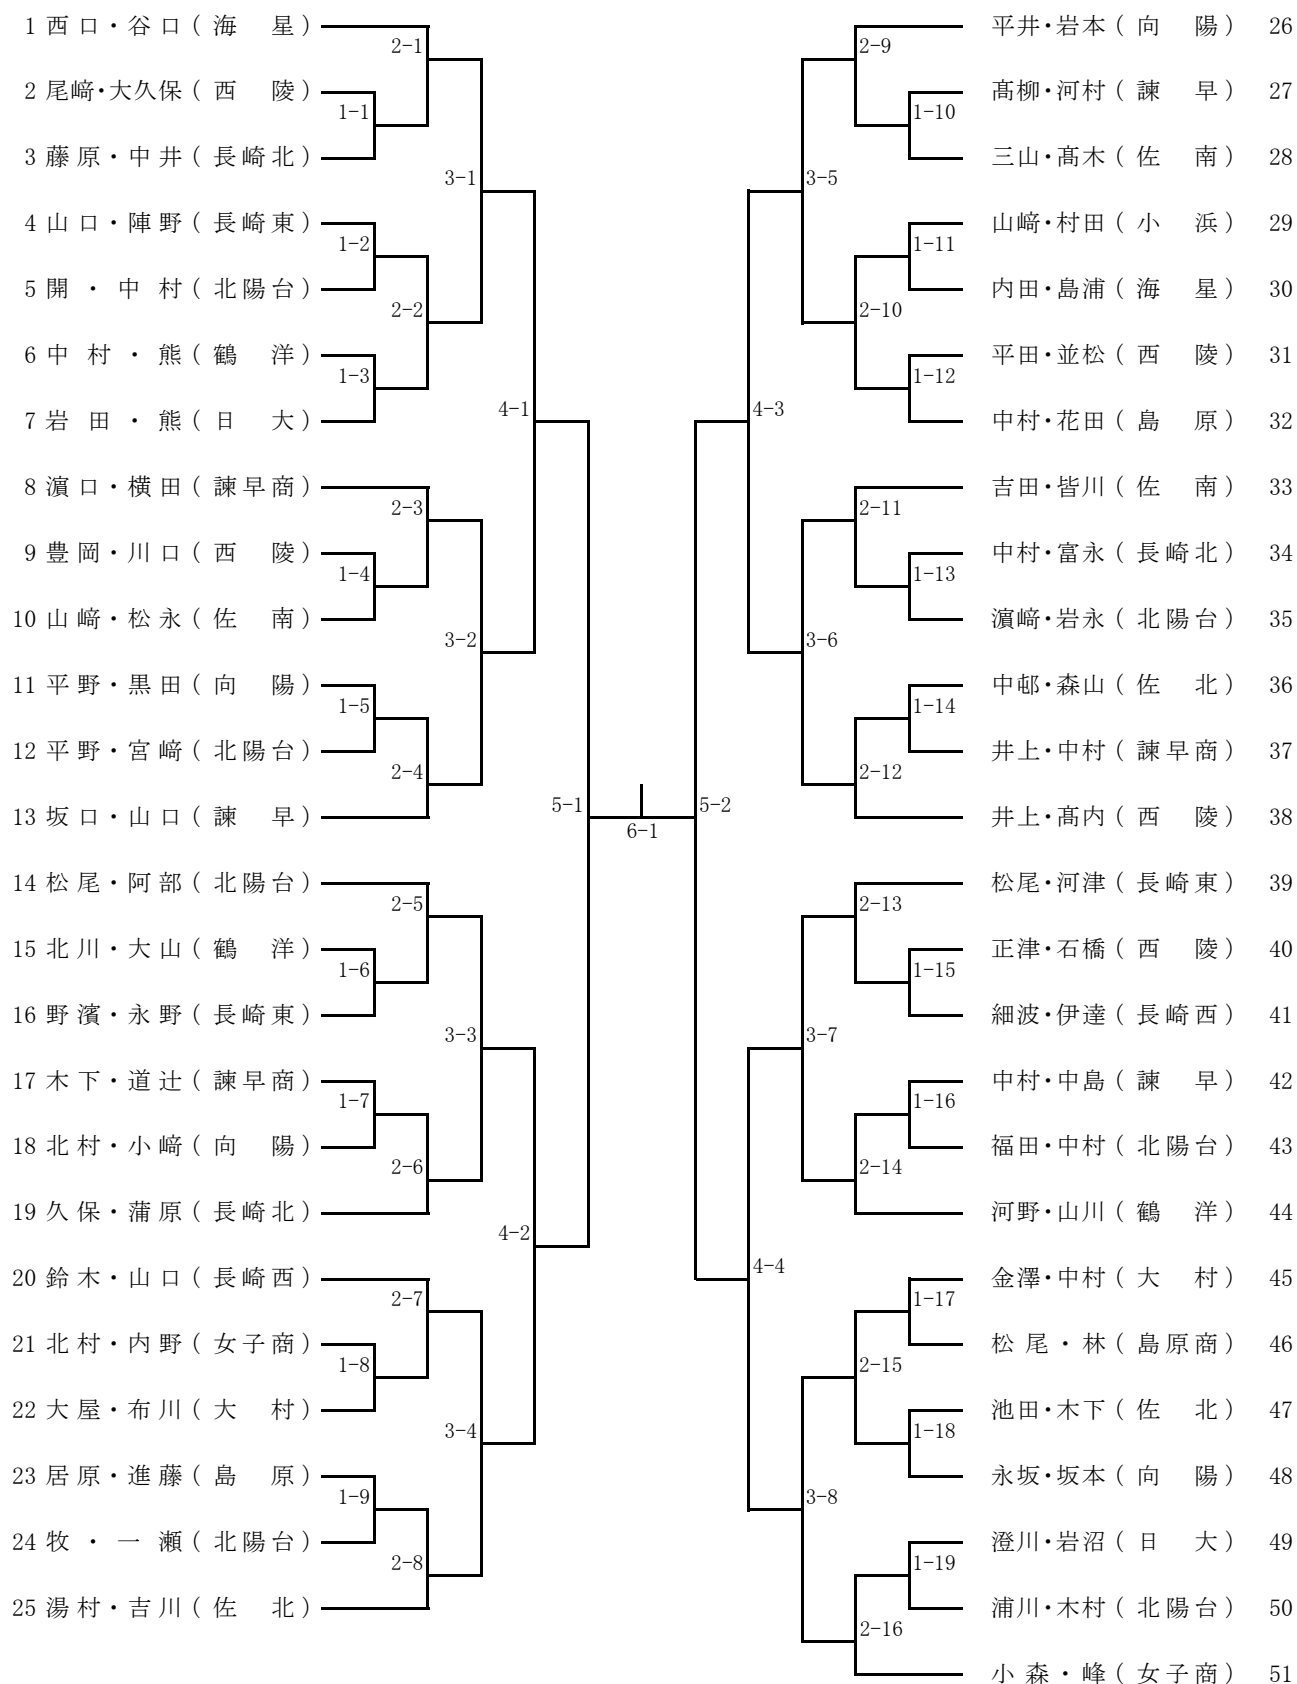 1 西口・谷口（海　星）
2-1
2 尾﨑・大久保（西　陵）
1-1
3 藤原・中井（長崎北）
3-1
4 山口・陣野（長崎東）
1-2
5 開・中村（北陽台）
2-2
6 中村・熊（鶴　洋）
1-3
7 岩田・熊（日　大）
4-1
8 濵口・横田（諫早商）
2-3
9 豊岡・川口（西　陵）
1-4
10 山﨑・松永（佐　南）
3-2
11 平野・黒田（向　陽）
1-5
12 平野・宮﨑（北陽台）
2-4
13 坂口・山口（諫　早）
5-1
14 松尾・阿部（北陽台）
2-5
15 北川・大山（鶴　洋）
1-6
16 野濱・永野（長崎東）
3-3
17 木下・道辻（諫早商）
1-7
18 北村・小﨑（向　陽）
2-6
19 久保・蒲原（長崎北）
4-2
20 鈴木・山口（長崎西）
2-7
21 北村・内野（女子商）
1-8
22 大屋・布川（大　村）
3-4
23 居原・進藤（島　原）
1-9
24 牧・一瀬（北陽台）
2-8
25 湯村・吉川（佐　北）
6-1
平井・岩本（向　陽） 26
2-9
髙柳・河村（諫　早） 27
1-10
三山・髙木（佐　南） 28
3-5
山﨑・村田（小　浜） 29
1-11
内田・島浦（海　星） 30
2-10
平田・並松（西　陵） 31
1-12
中村・花田（島　原） 32
4-3
吉田・皆川（佐　南） 33
2-11
中村・富永（長崎北） 34
1-13
濵﨑・岩永（北陽台） 35
3-6
中邨・森山（佐　北） 36
1-14
井上・中村（諫早商） 37
2-12
井上・髙内（西　陵） 38
5-2
松尾・河津（長崎東） 39
2-13
正津・石橋（西　陵） 40
1-15
細波・伊達（長崎西） 41
3-7
中村・中島（諫　早） 42
1-16
福田・中村（北陽台） 43
2-14
河野・山川（鶴　洋） 44
4-4
金澤・中村（大　村） 45
1-17
松尾・林（島原商） 46
2-15
池田・木下（佐　北） 47
1-18
永坂・坂本（向　陽） 48
3-8
澄川・岩沼（日　大） 49
1-19
浦川・木村（北陽台） 50
2-16
小森・峰（女子商） 51